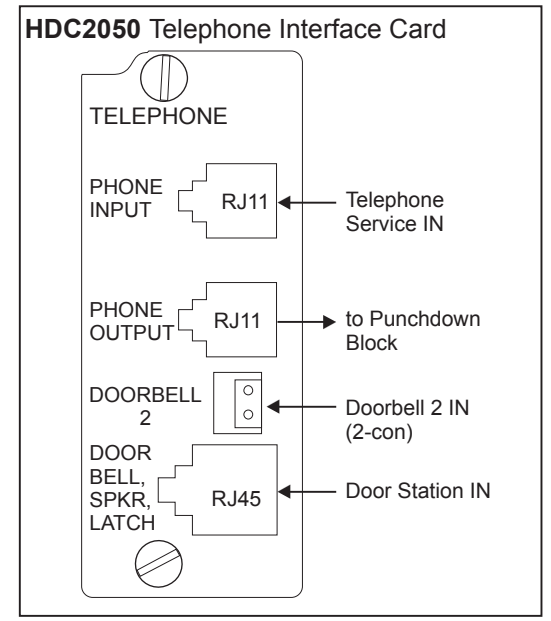 HDC2050 Telephone Interface Card
TELEPHONE
PHONE
INPUT
RJ11
Telephone
Service IN
PHONE
OUTPUT
RJ11
to Punchdown
Block
DOORBELL
2
Doorbell 2 IN
(2-con)
DOOR
BELL,
SPKR,
LATCH
RJ45
Door Station IN